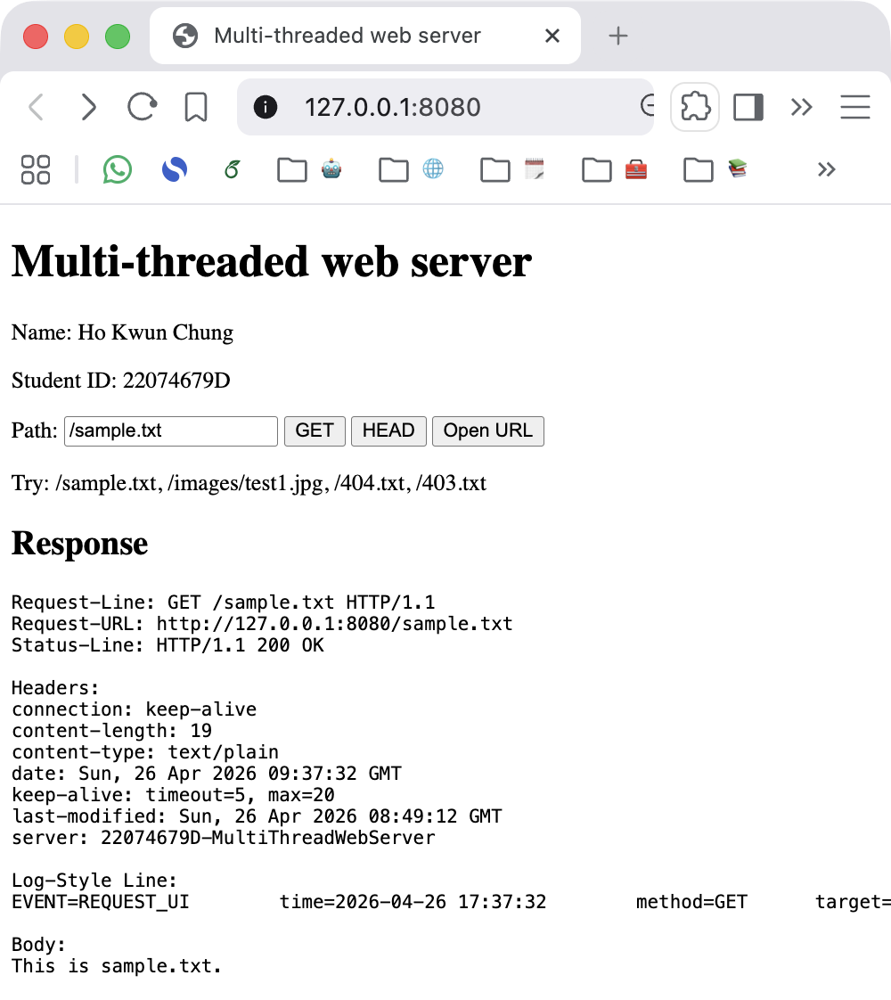 Multi-threaded web server
127.0.0.1:8080
Multi-threaded web server
Name: Ho Kwun Chung
Student ID: 22074679D
Path: /sample.txt GET HEAD Open URL
Try: /sample.txt, /images/test1.jpg, /404.txt, /403.txt
Response
Request-Line: GET /sample.txt HTTP/1.1
Request-URL: http://127.0.0.1:8080/sample.txt
Status-Line: HTTP/1.1 200 OK
Headers:
connection: keep-alive
content-length: 19
content-type: text/plain
date: Sun, 26 Apr 2026 09:37:32 GMT
keep-alive: timeout=5, max=20
last-modified: Sun, 26 Apr 2026 08:49:12 GMT
server: 22074679D-MultiThreadWebServer
Log-Style Line:
EVENT=REQUEST_UI time=2026-04-26 17:37:32 method=GET target=
Body:
This is sample.txt.